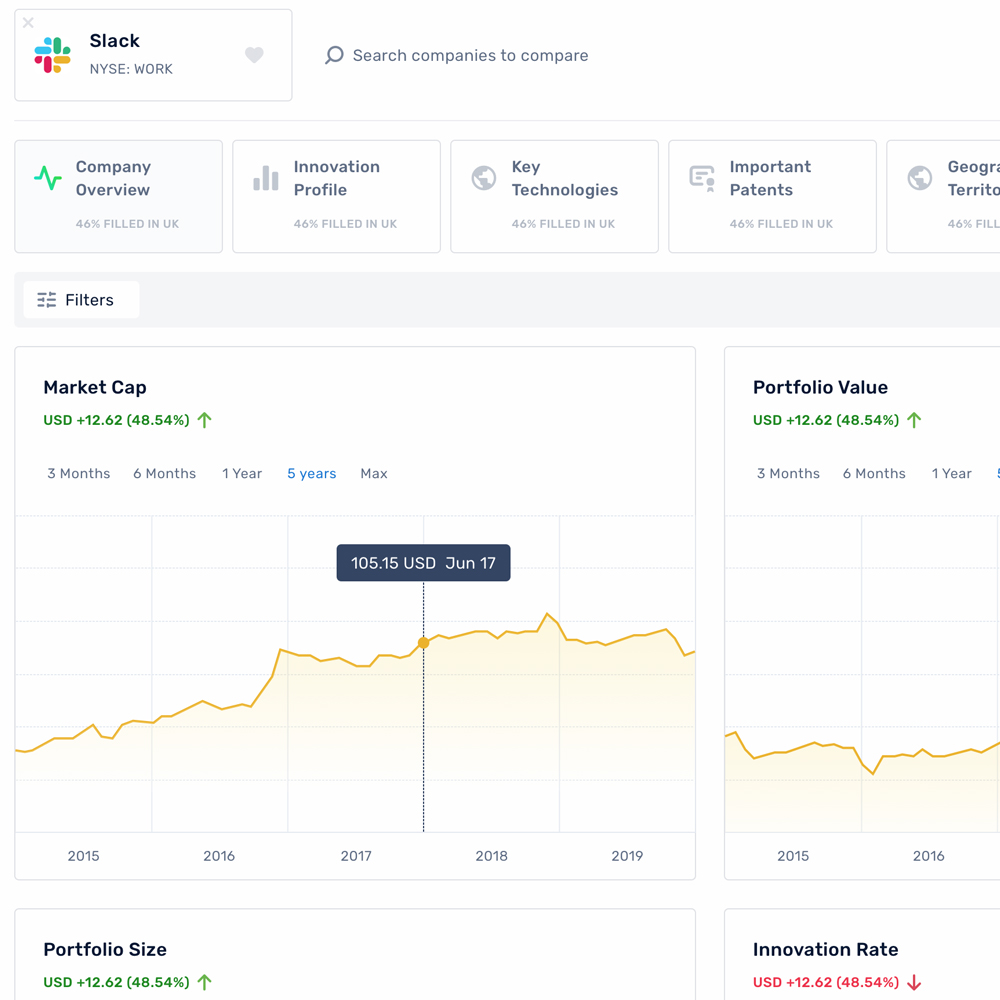 Slack
NYSE: WORK
Search companies to compare
Company
Overview
46% FILLED IN UK
Innovation
Profile
46% FILLED IN UK
Key
Technologies
46% FILLED IN UK
Important
Patents
46% FILLED IN UK
Geogra
Territo
46% FILL
Filters
Market Cap
USD +12.62 (48.54%)
3 Months 6 Months 1 Year 5 years Max
105.15 USD Jun 17
2015 2016 2017 2018 2019
Portfolio Value
USD +12.62 (48.54%)
3 Months 6 Months 1 Year
2015 2016
Portfolio Size
USD +12.62 (48.54%)
Innovation Rate
USD +12.62 (48.54%)